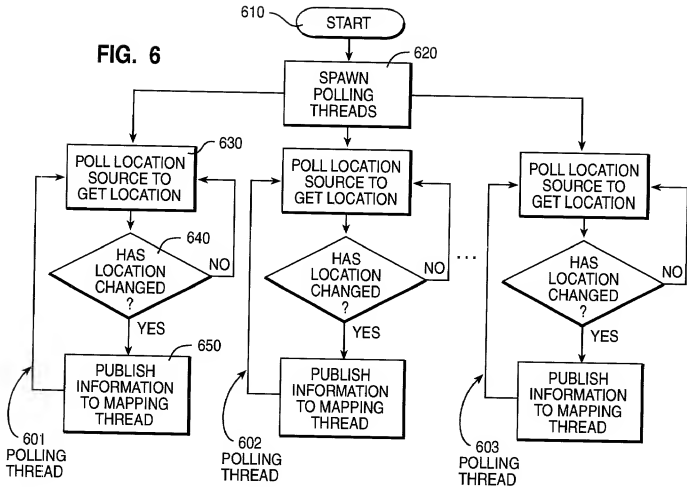 610
START
FIG. 6
620
SPAWN
POLLING
THREADS
630
POLL LOCATION
SOURCE TO
GET LOCATION
640
HAS
LOCATION
CHANGED
?
NO
YES
650
PUBLISH
INFORMATION
TO MAPPING
THREAD
601
POLLING
THREAD
POLL LOCATION
SOURCE TO
GET LOCATION
HAS
LOCATION
CHANGED
?
NO
YES
PUBLISH
INFORMATION
TO MAPPING
THREAD
602
POLLING
THREAD
...
POLL LOCATION
SOURCE TO
GET LOCATION
HAS
LOCATION
CHANGED
?
NO
YES
PUBLISH
INFORMATION
TO MAPPING
THREAD
603
POLLING
THREAD